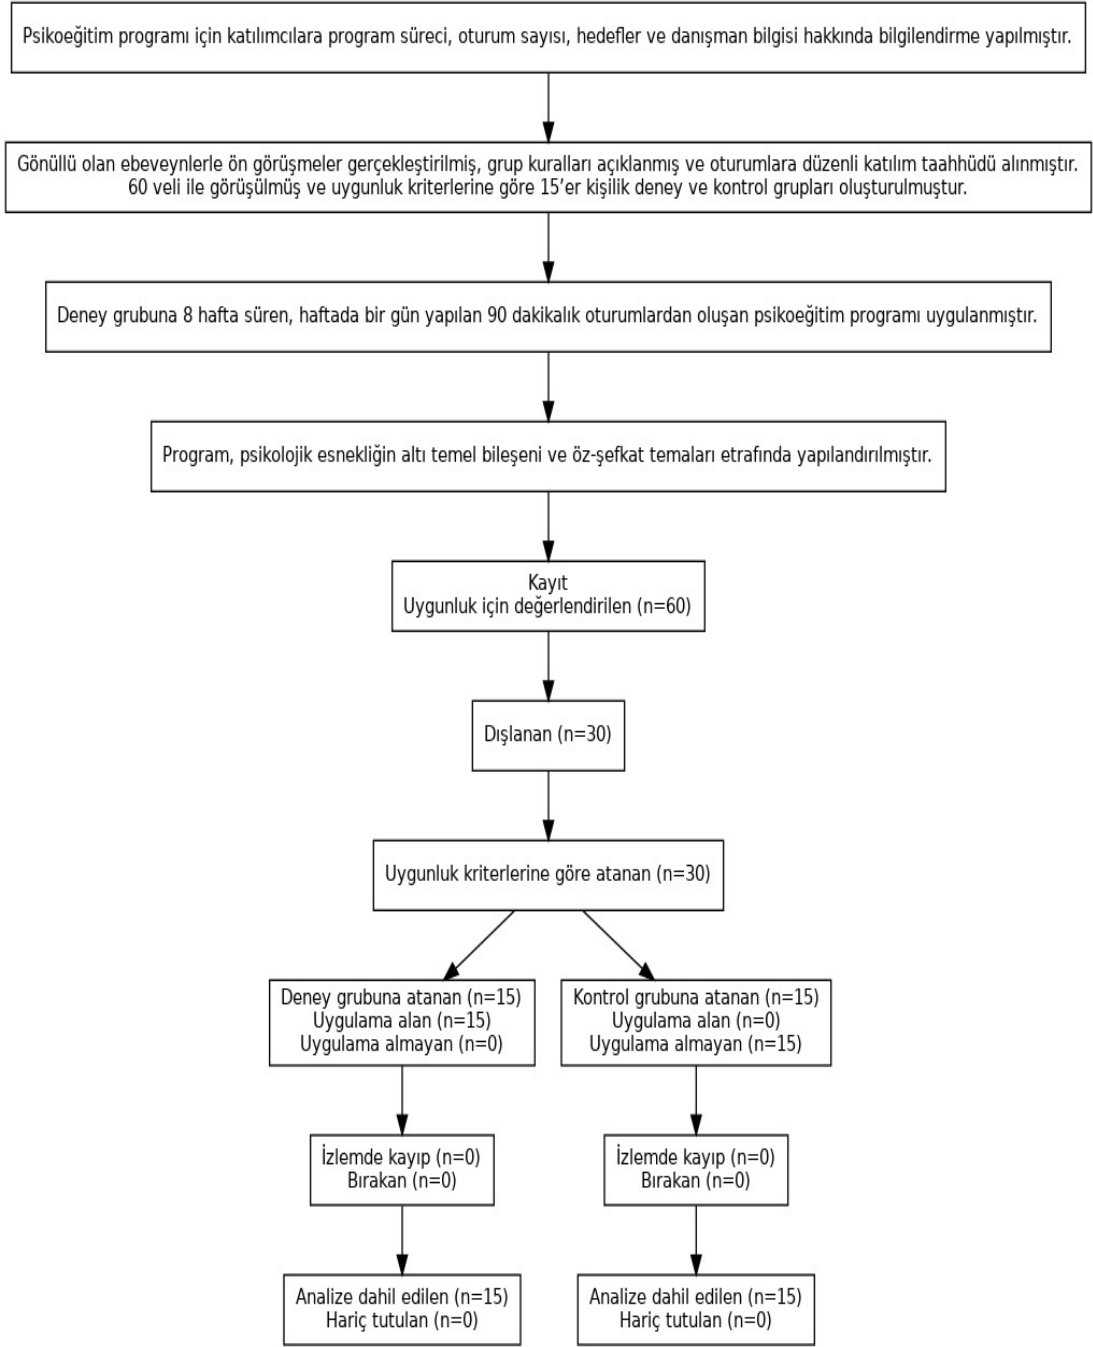 Psikoeğitim programı için katılımcılara program süreci, oturum sayısı, hedefler ve danışman bilgisi hakkında bilgilendirme yapılmıştır.
Gönüllü olan ebeveynlerle ön görüşmeler gerçekleştirilmiş, grup kuralları açıklanmış ve oturumlara düzenli katılım taahhüdü alınmıştır.
60 veli ile görüşülmüş ve uygunluk kriterlerine göre 15’er kişilik deney ve kontrol grupları oluşturulmuştur.
Deney grubuna 8 hafta süren, haftada bir gün yapılan 90 dakikalık oturumlardan oluşan psikoeğitim programı uygulanmıştır.
Program, psikolojik esnekliğin altı temel bileşeni ve öz-şefkat temaları etrafında yapılandırılmıştır.
Kayıt
Uygunluk için değerlendirilen (n=60)
Dışlanan (n=30)
Uygunluk kriterlerine göre atanan (n=30)
Deney grubuna atanan (n=15)
Uygulama alan (n=15)
Uygulama almayan (n=0)
Kontrol grubuna atanan (n=15)
Uygulama alan (n=0)
Uygulama almayan (n=15)
İzlemde kayıp (n=0)
Bırakan (n=0)
İzlemde kayıp (n=0)
Bırakan (n=0)
Analize dahil edilen (n=15)
Hariç tutulan (n=0)
Analize dahil edilen (n=15)
Hariç tutulan (n=0)